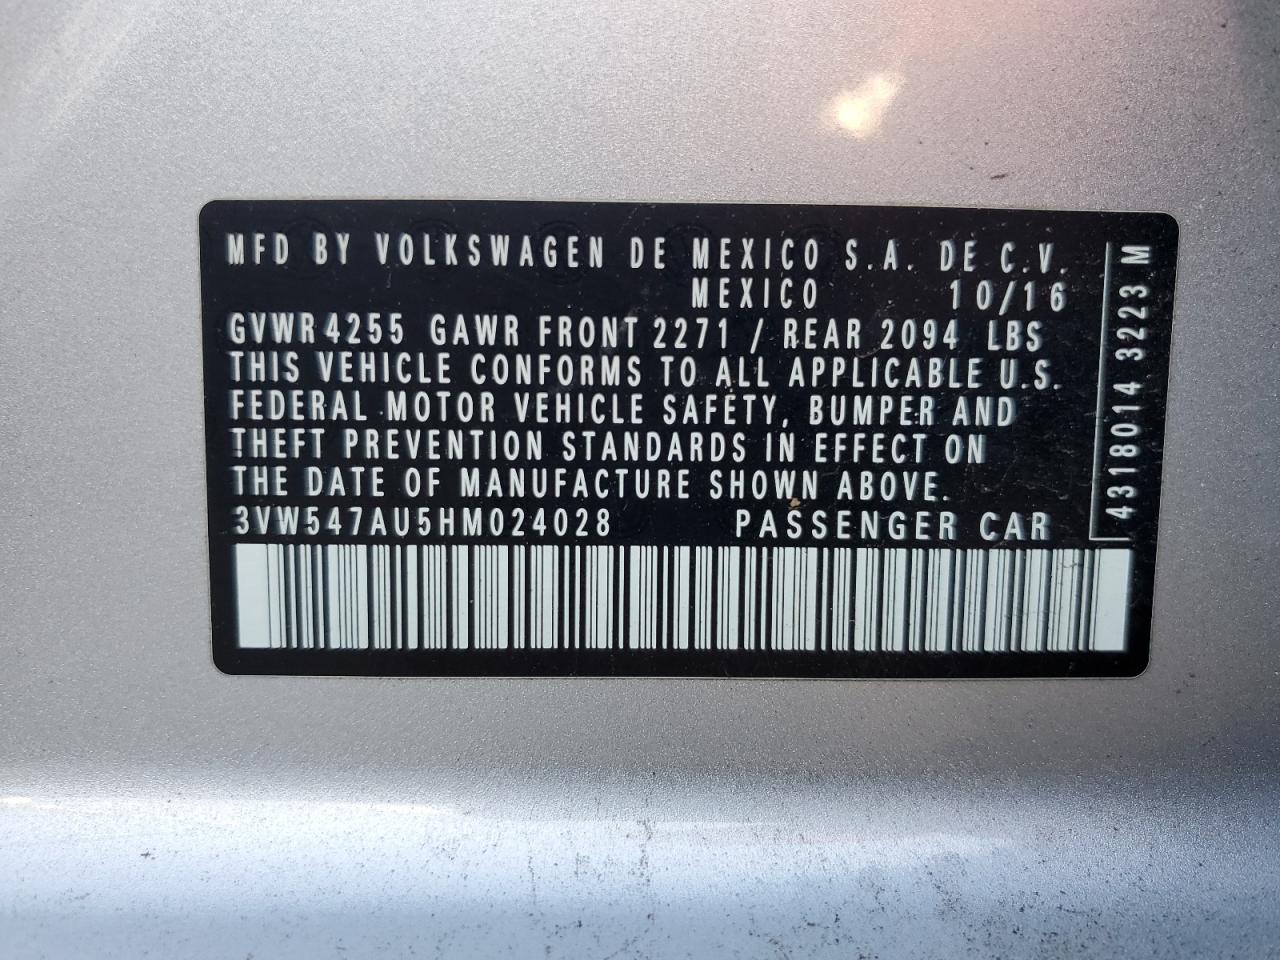 MFD BY VOLKSWAGEN DE MEXICO S.A. DE C.V.
MEXICO 10/16
GVWR 4255 GAWR FRONT 2271 / REAR 2094 LBS
THIS VEHICLE CONFORMS TO ALL APPLICABLE U.S.
FEDERAL MOTOR VEHICLE SAFETY, BUMPER AND
THEFT PREVENTION STANDARDS IN EFFECT ON
THE DATE OF MANUFACTURE SHOWN ABOVE.
3VW547AU5HM024028 PASSENGER CAR
43180143223 M